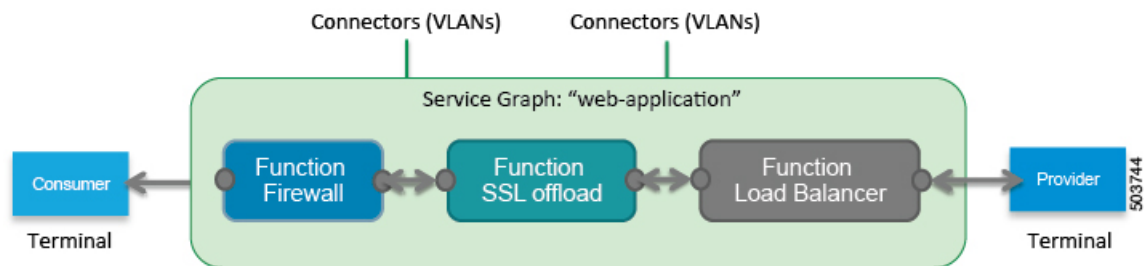 Connectors (VLANs)
Connectors (VLANs)
Service Graph: “web-application”
Consumer
Function
Firewall
Function
SSL offload
Function
Load Balancer
Provider
503744
Terminal
Terminal